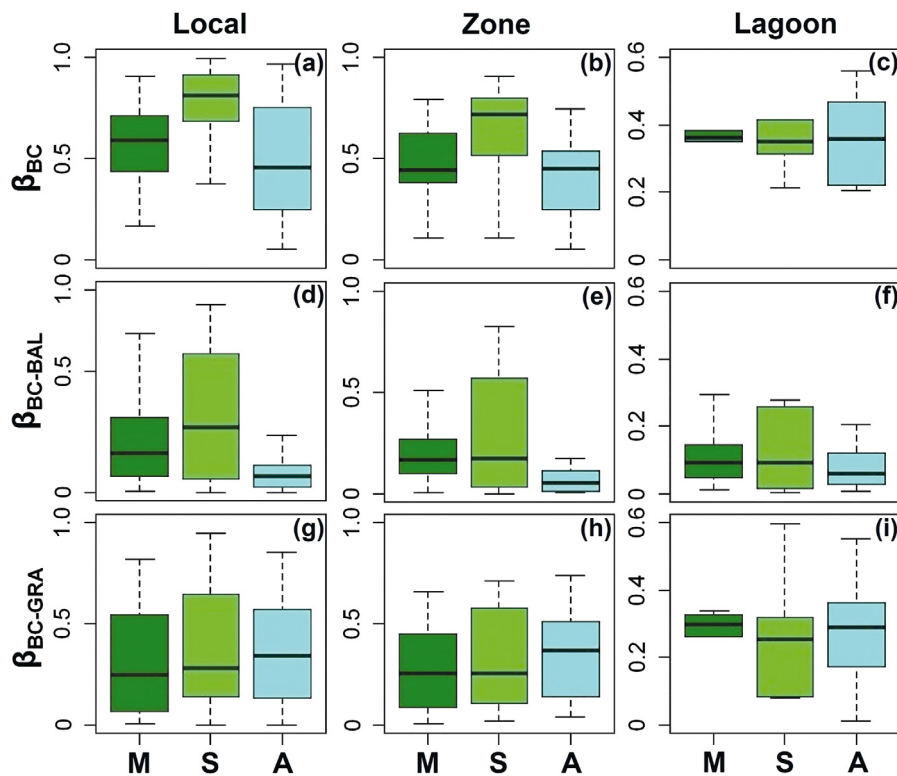 Local Zone Lagoon
βBC 1.0 0.5 0 (a) (b) 0.6 0.4 0.2 0 (c)
1.0 0.5 0 1.0 0.5 0
βBC-BAL 1.0 0.5 0 (d) 1.0 0.5 0 (e) 0.6 0.4 0.2 0 (f)
βBC-GRA 1.0 0.5 0 (g) 1.0 0.5 0 (h) 0.6 0.4 0.2 0 (i)
M S A M S A M S A